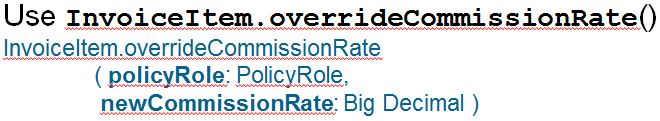 Use InvoiceItem.overrideCommissionRate()
InvoiceItem.overrideCommissionRate
( policyRole: PolicyRole,
newCommissionRate: Big Decimal )